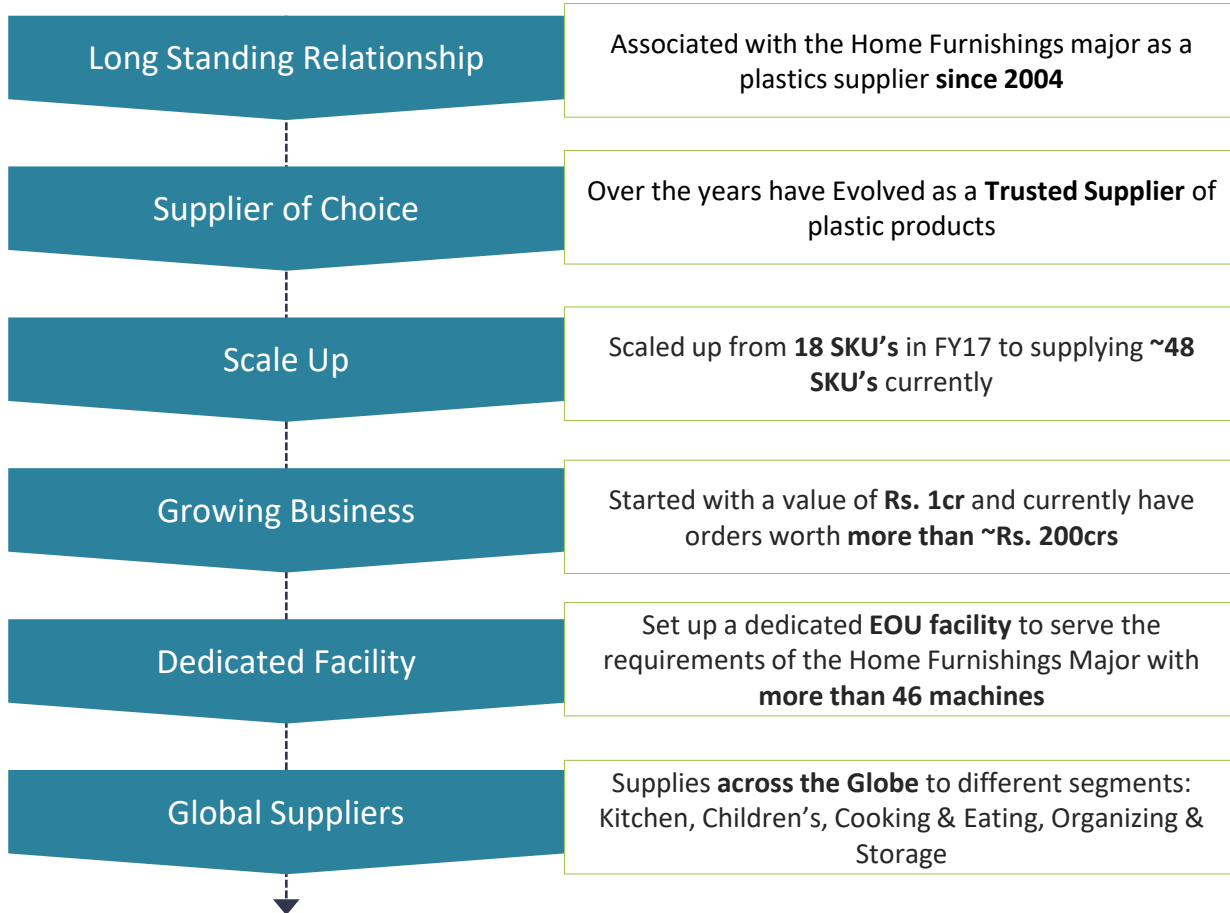 Long Standing Relationship
Associated with the Home Furnishings major as a
plastics supplier since 2004
Supplier of Choice
Over the years have Evolved as a Trusted Supplier of
plastic products
Scale Up
Scaled up from 18 SKU's in FY17 to supplying ~48
SKU's currently
Growing Business
Started with a value of Rs. 1cr and currently have
orders worth more than ~Rs. 200crs
Dedicated Facility
Set up a dedicated EOU facility to serve the
requirements of the Home Furnishings Major with
more than 46 machines
Global Suppliers
Supplies across the Globe to different segments:
Kitchen, Children's, Cooking & Eating, Organizing &
Storage